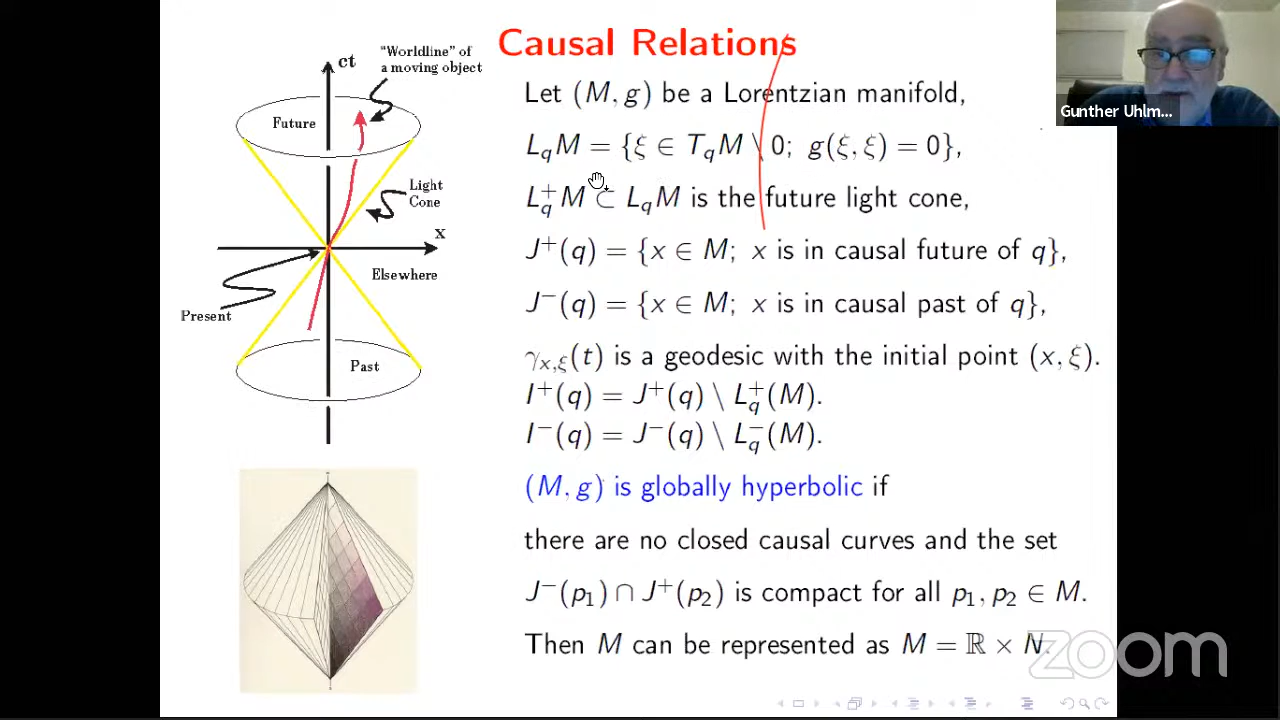 Causal Relations
"Worldline" of
a moving object
ct
Future
Light
Cone
x
Elsewhere
Present
Past
Let (M, g) be a Lorentzian manifold,
L_qM = {ξ ∈ T_qM \ 0; g(ξ, ξ) = 0},
L_q^+M ⊂ L_qM is the future light cone,
J^+(q) = {x ∈ M; x is in causal future of q},
J^−(q) = {x ∈ M; x is in causal past of q},
γ_{x,ξ}(t) is a geodesic with the initial point (x, ξ).
I^+(q) = J^+(q) \ L_q^+(M).
I^−(q) = J^−(q) \ L_q^−(M).
(M, g) is globally hyperbolic if
there are no closed causal curves and the set
J^−(p_1) ∩ J^+(p_2) is compact for all p_1, p_2 ∈ M.
Then M can be represented as M = ℝ × N.
Gunther Uhlm...
zoom